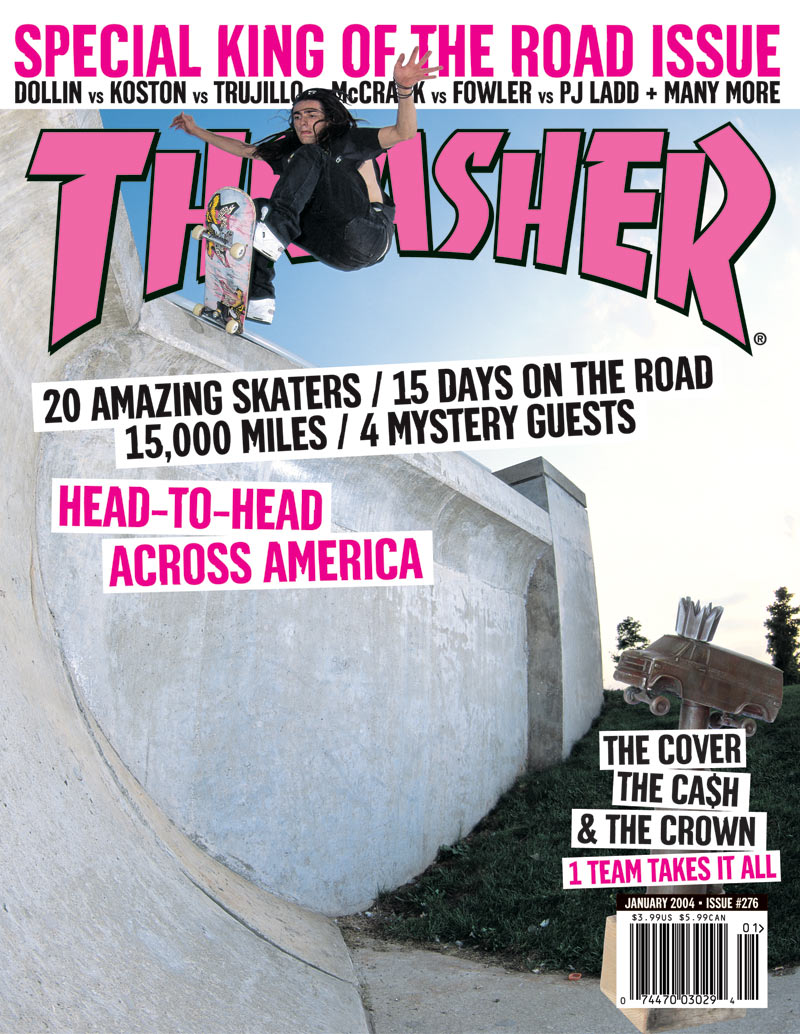 SPECIAL KING OF THE ROAD ISSUE
DOLLIN vs KOSTON vs TRUJILLO vs McCRANK vs FOWLER vs PJ LADD + MANY MORE
THRASHER®
20 AMAZING SKATERS / 15 DAYS ON THE ROAD
15,000 MILES / 4 MYSTERY GUESTS
HEAD-TO-HEAD
ACROSS AMERICA
THE COVER
THE CA$H
& THE CROWN
1 TEAM TAKES IT ALL
JANUARY 2004 • ISSUE #276
$3.99US $5.99CAN
01>
0 74470 03029 4